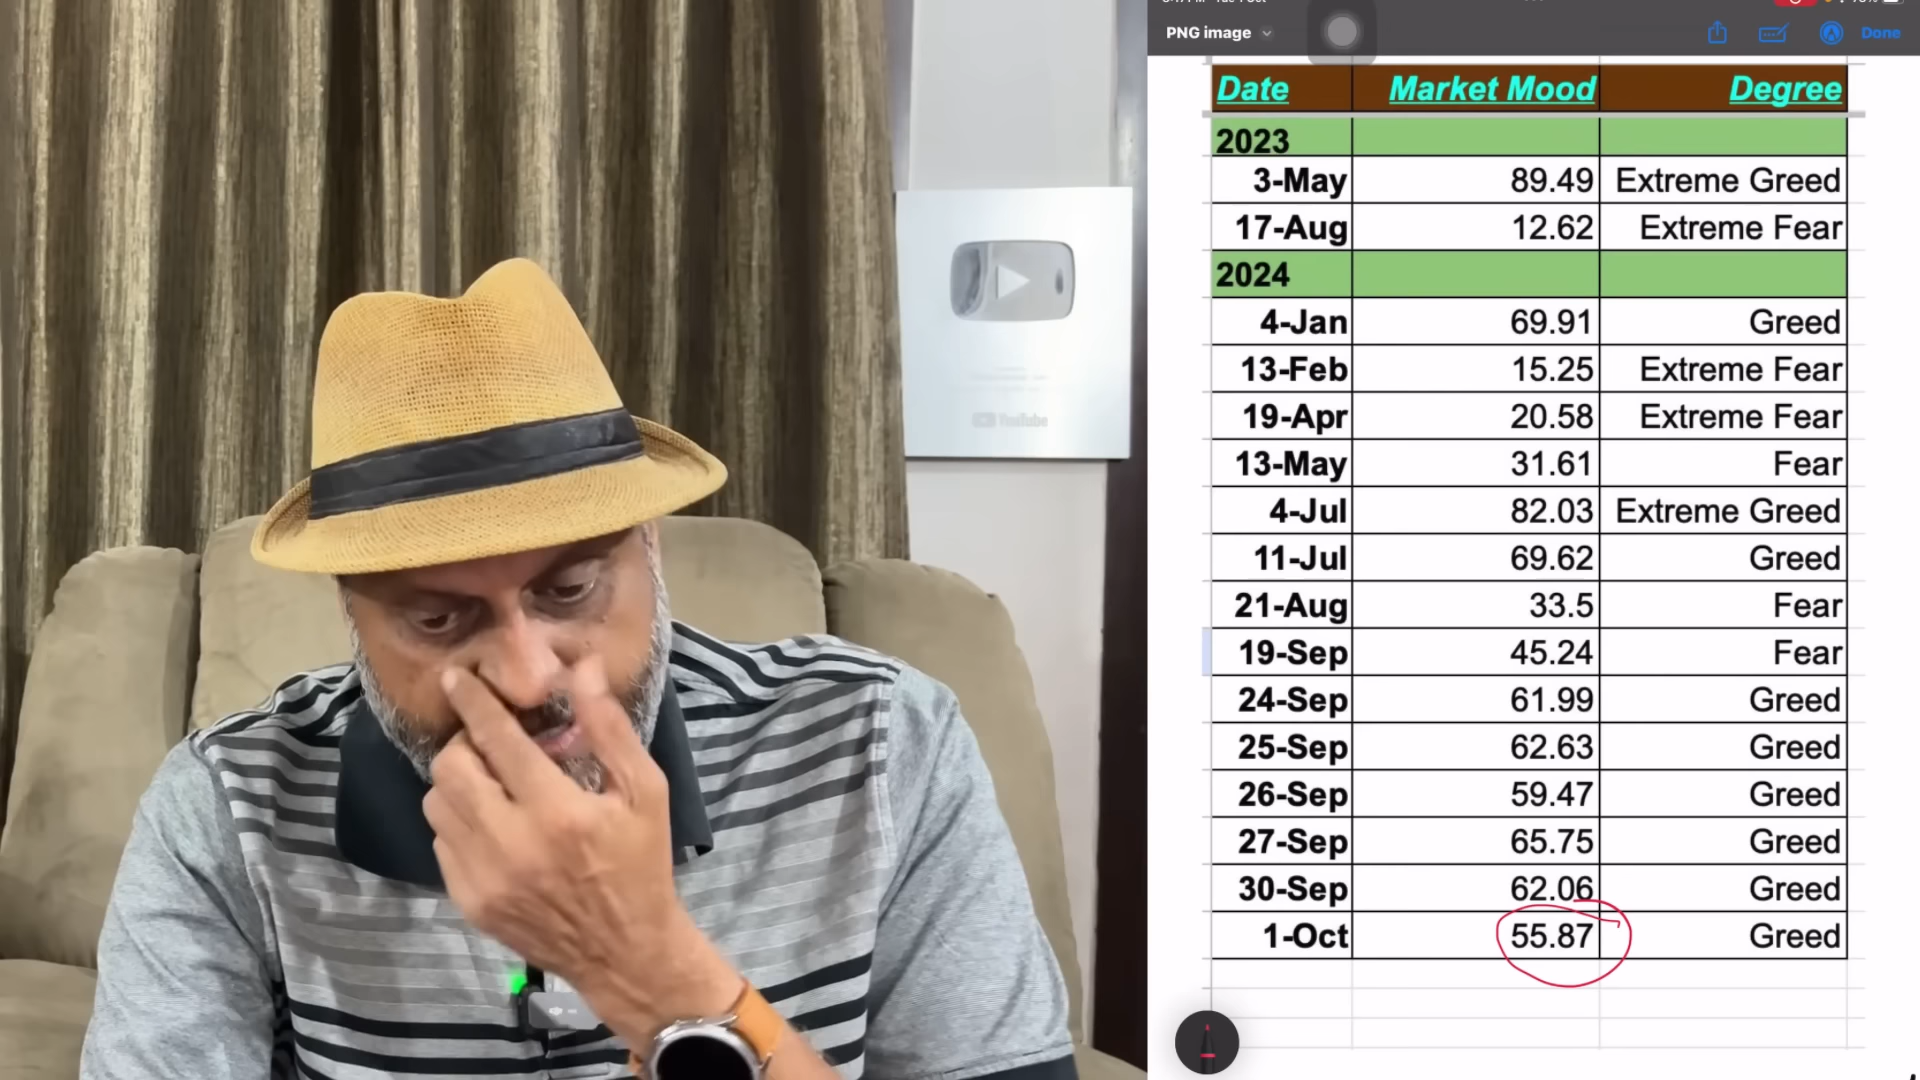 PNG image
Done
Date Market Mood Degree
2023
3-May 89.49 Extreme Greed
17-Aug 12.62 Extreme Fear
2024
4-Jan 69.91 Greed
13-Feb 15.25 Extreme Fear
19-Apr 20.58 Extreme Fear
13-May 31.61 Fear
4-Jul 82.03 Extreme Greed
11-Jul 69.62 Greed
21-Aug 33.5 Fear
19-Sep 45.24 Fear
24-Sep 61.99 Greed
25-Sep 62.63 Greed
26-Sep 59.47 Greed
27-Sep 65.75 Greed
30-Sep 62.06 Greed
1-Oct 55.87 Greed
YouTube